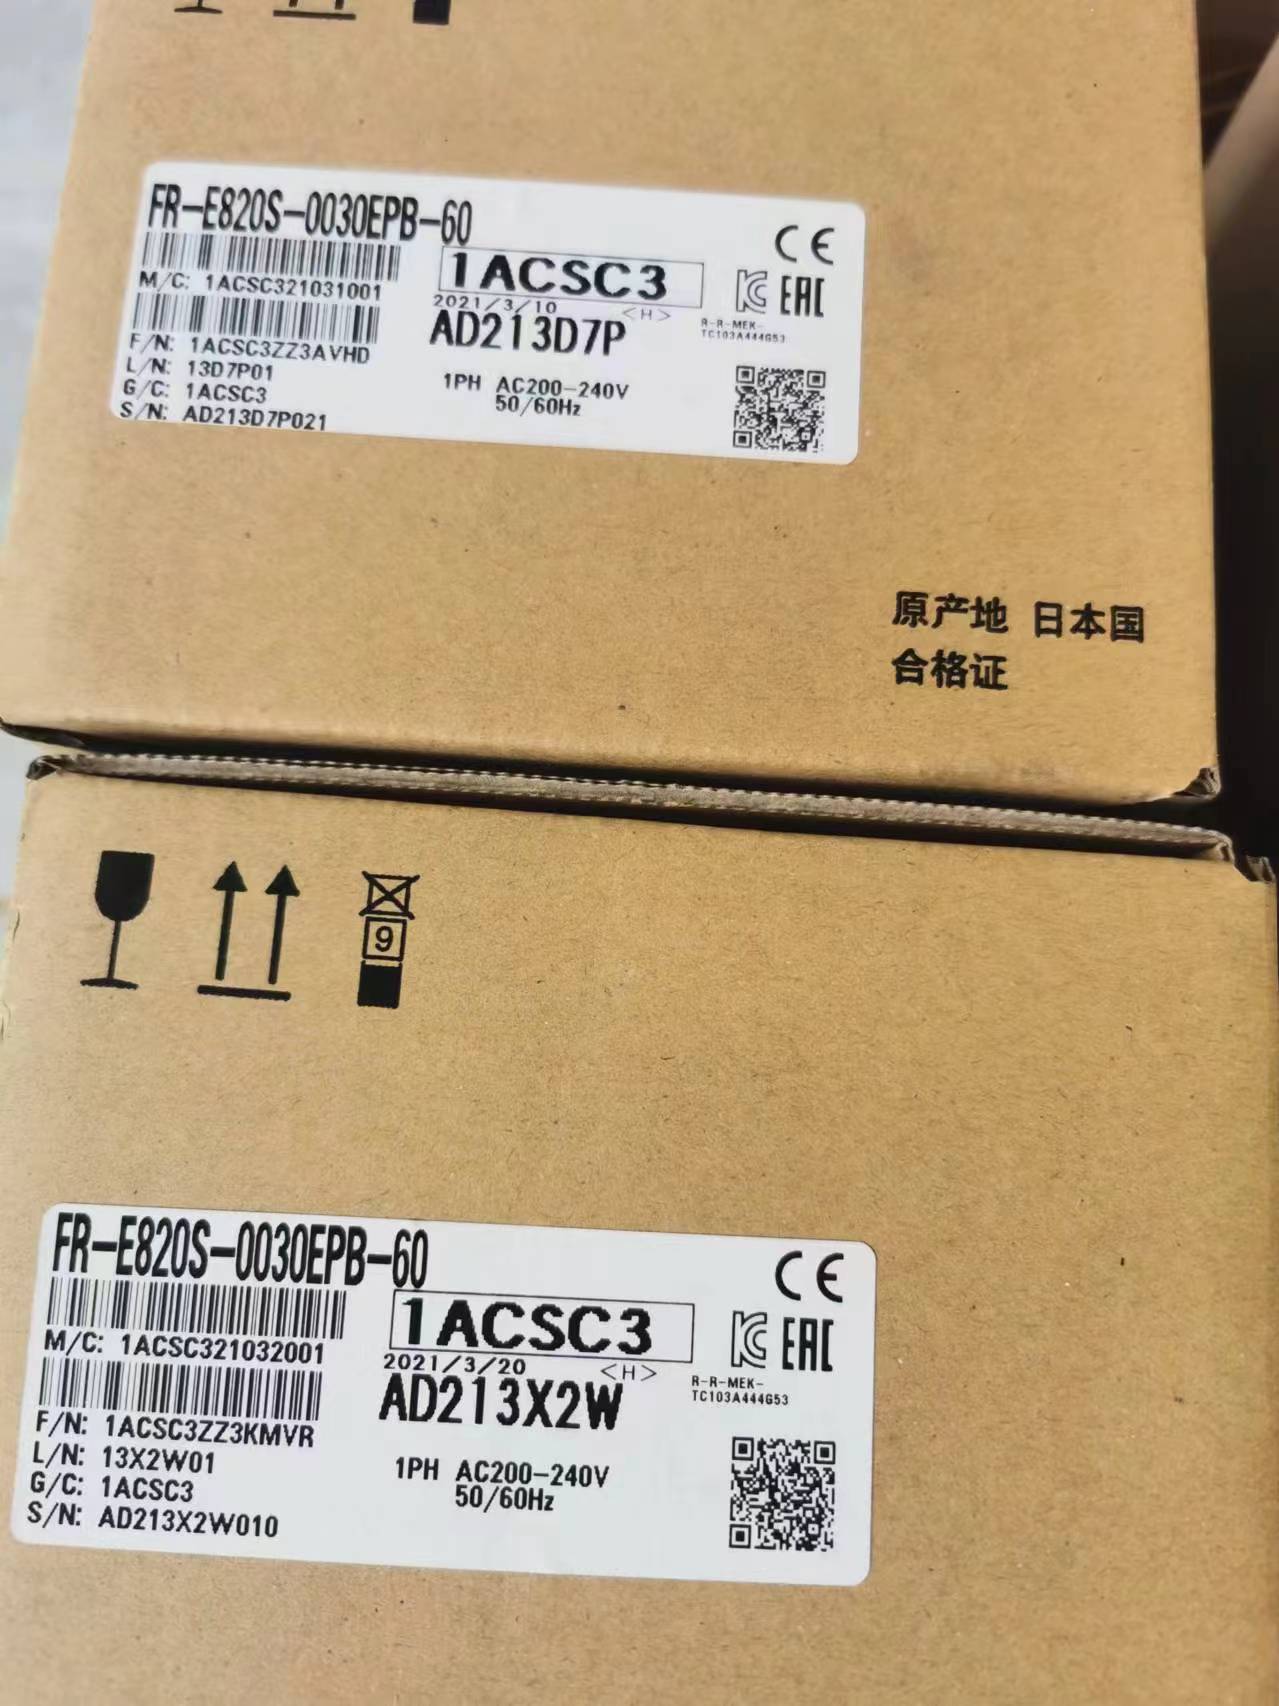 FR-E820S-0030EPB-60
M/C: 1ACSC321031001
F/N: 1ACSC3ZZ3AVHD
L/N: 13D7P01
G/C: 1ACSC3
S/N: AD213D7P021
1ACSC3
2021/3/10 <H>
AD213D7P
1PH AC200-240V
50/60Hz
CE
KC EAC
R-R-MEK-
TC103A444G53
原产地 日本国
合格证
9
FR-E820S-0030EPB-60
M/C: 1ACSC321032001
F/N: 1ACSC3ZZ3KMVR
L/N: 13X2W01
G/C: 1ACSC3
S/N: AD213X2W010
1ACSC3
2021/3/20 <H>
AD213X2W
1PH AC200-240V
50/60Hz
CE
KC EAC
R-R-MEK-
TC103A444G53